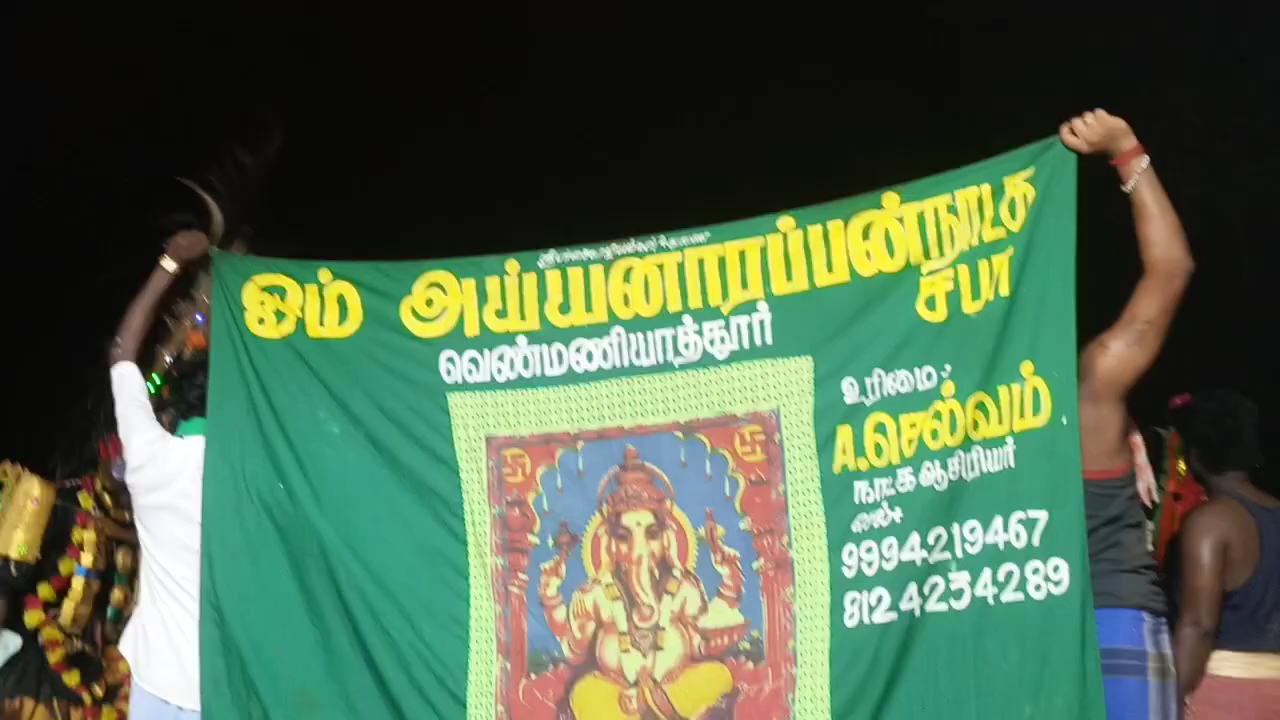 ஓம் அய்யனாரப்பன் நாடக
சபா
வெண்மணியாத்தூர்
உரிமை:
A.செல்வம்
நாடக ஆசிரியர்
செல்:
9994219467
8124234289